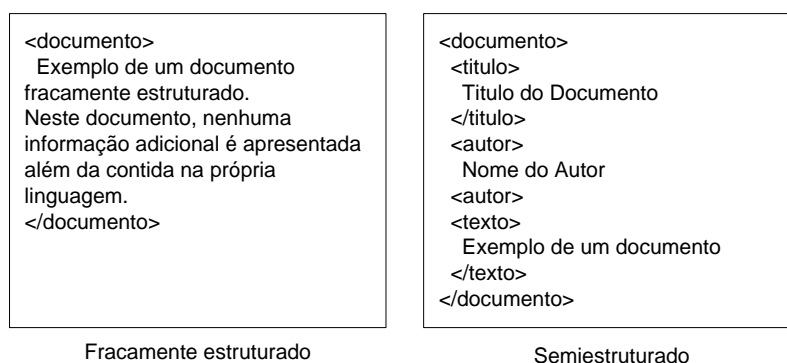 <documento>
Exemplo de um documento
fracamente estruturado.
Neste documento, nenhuma
informação adicional é apresentada
além da contida na própria
linguagem.
</documento>
Fracamente estruturado
<documento>
<titulo>
Titulo do Documento
</titulo>
<autor>
Nome do Autor
<autor>
<texto>
Exemplo de um documento
</texto>
</documento>
Semiestruturado